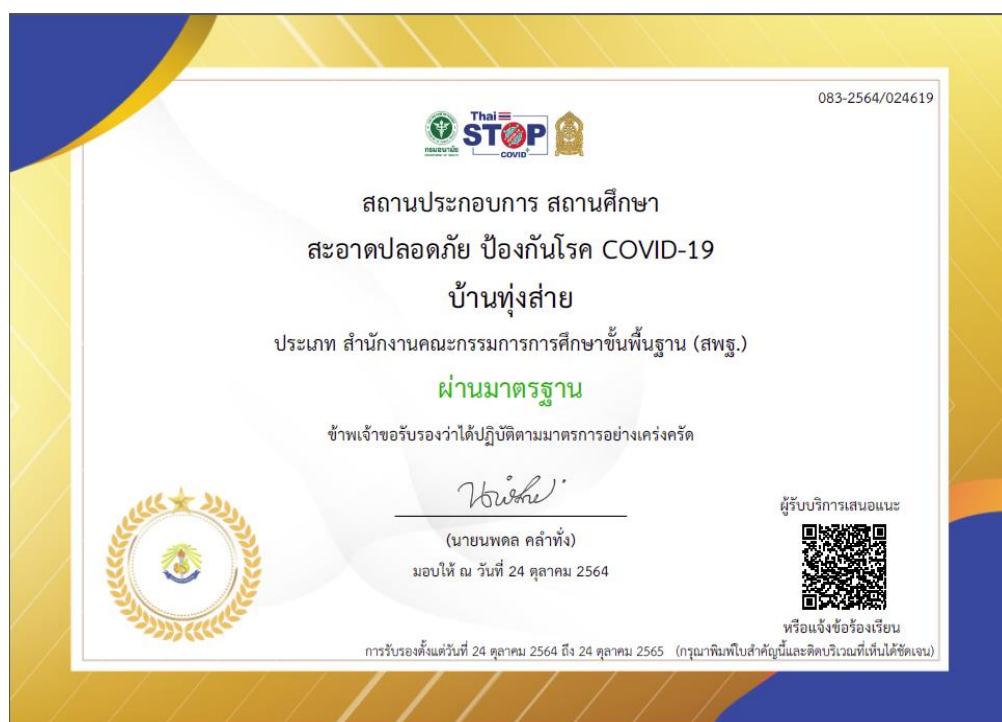 083-2564/024619
กรมอนามัย
Thai
STOP
COVID
สถานประกอบการ สถานศึกษา
สะอาดปลอดภัย ป้องกันโรค COVID-19
บ้านทุ่งส่าย
ประเภท สำนักงานคณะกรรมการการศึกษาขั้นพื้นฐาน (สพฐ.)
ผ่านมาตรฐาน
ข้าพเจ้าขอรับรองว่าได้ปฏิบัติตามมาตรการอย่างเคร่งครัด
(นายนพดล คลำทั่ง)
มอบให้ ณ วันที่ 24 ตุลาคม 2564
ผู้รับบริการเสนอแนะ
หรือแจ้งข้อร้องเรียน
การรับรองตั้งแต่วันที่ 24 ตุลาคม 2564 ถึง 24 ตุลาคม 2565 (กรุณาพิมพ์ใบสำคัญนี้และติดบริเวณที่เห็นได้ชัดเจน)